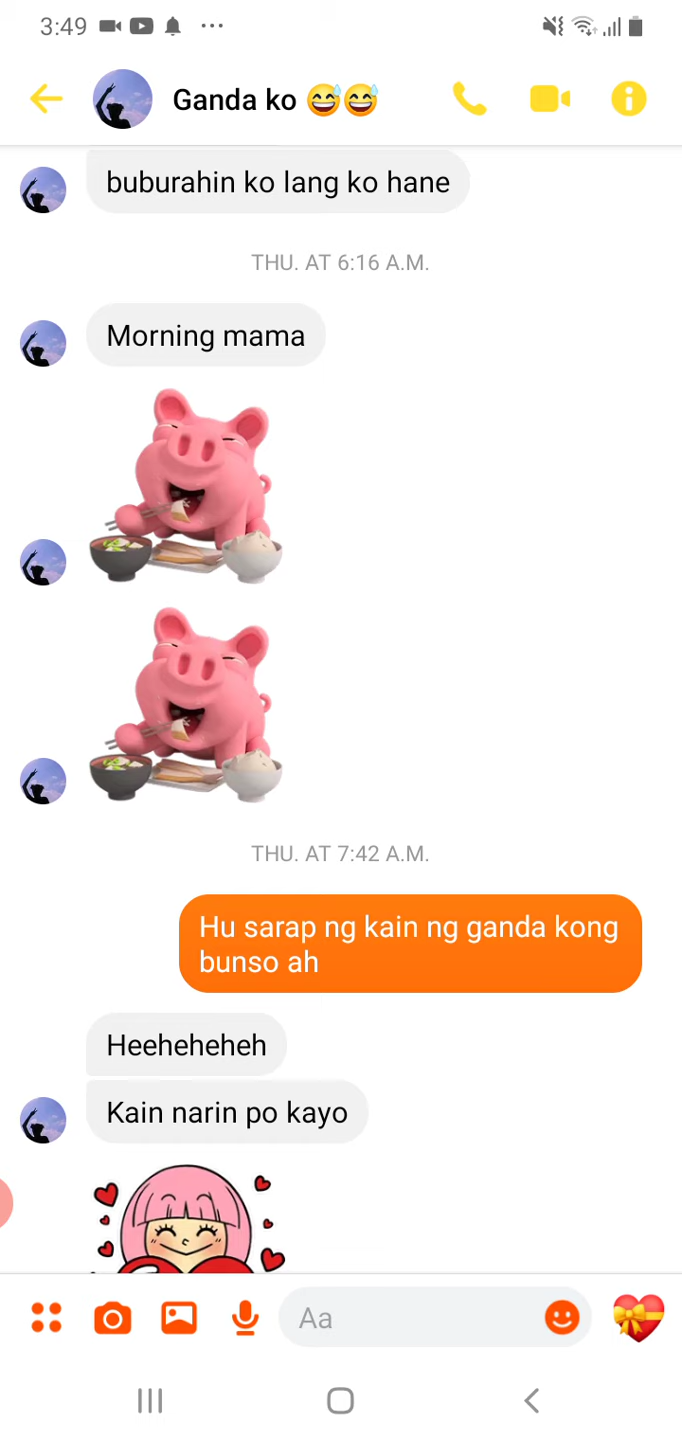 3:49
Ganda ko 😅😅
buburahin ko lang ko hane
THU. AT 6:16 A.M.
Morning mama
THU. AT 7:42 A.M.
Hu sarap ng kain ng ganda kong
bunso ah
Heeheheheh
Kain narin po kayo
Aa